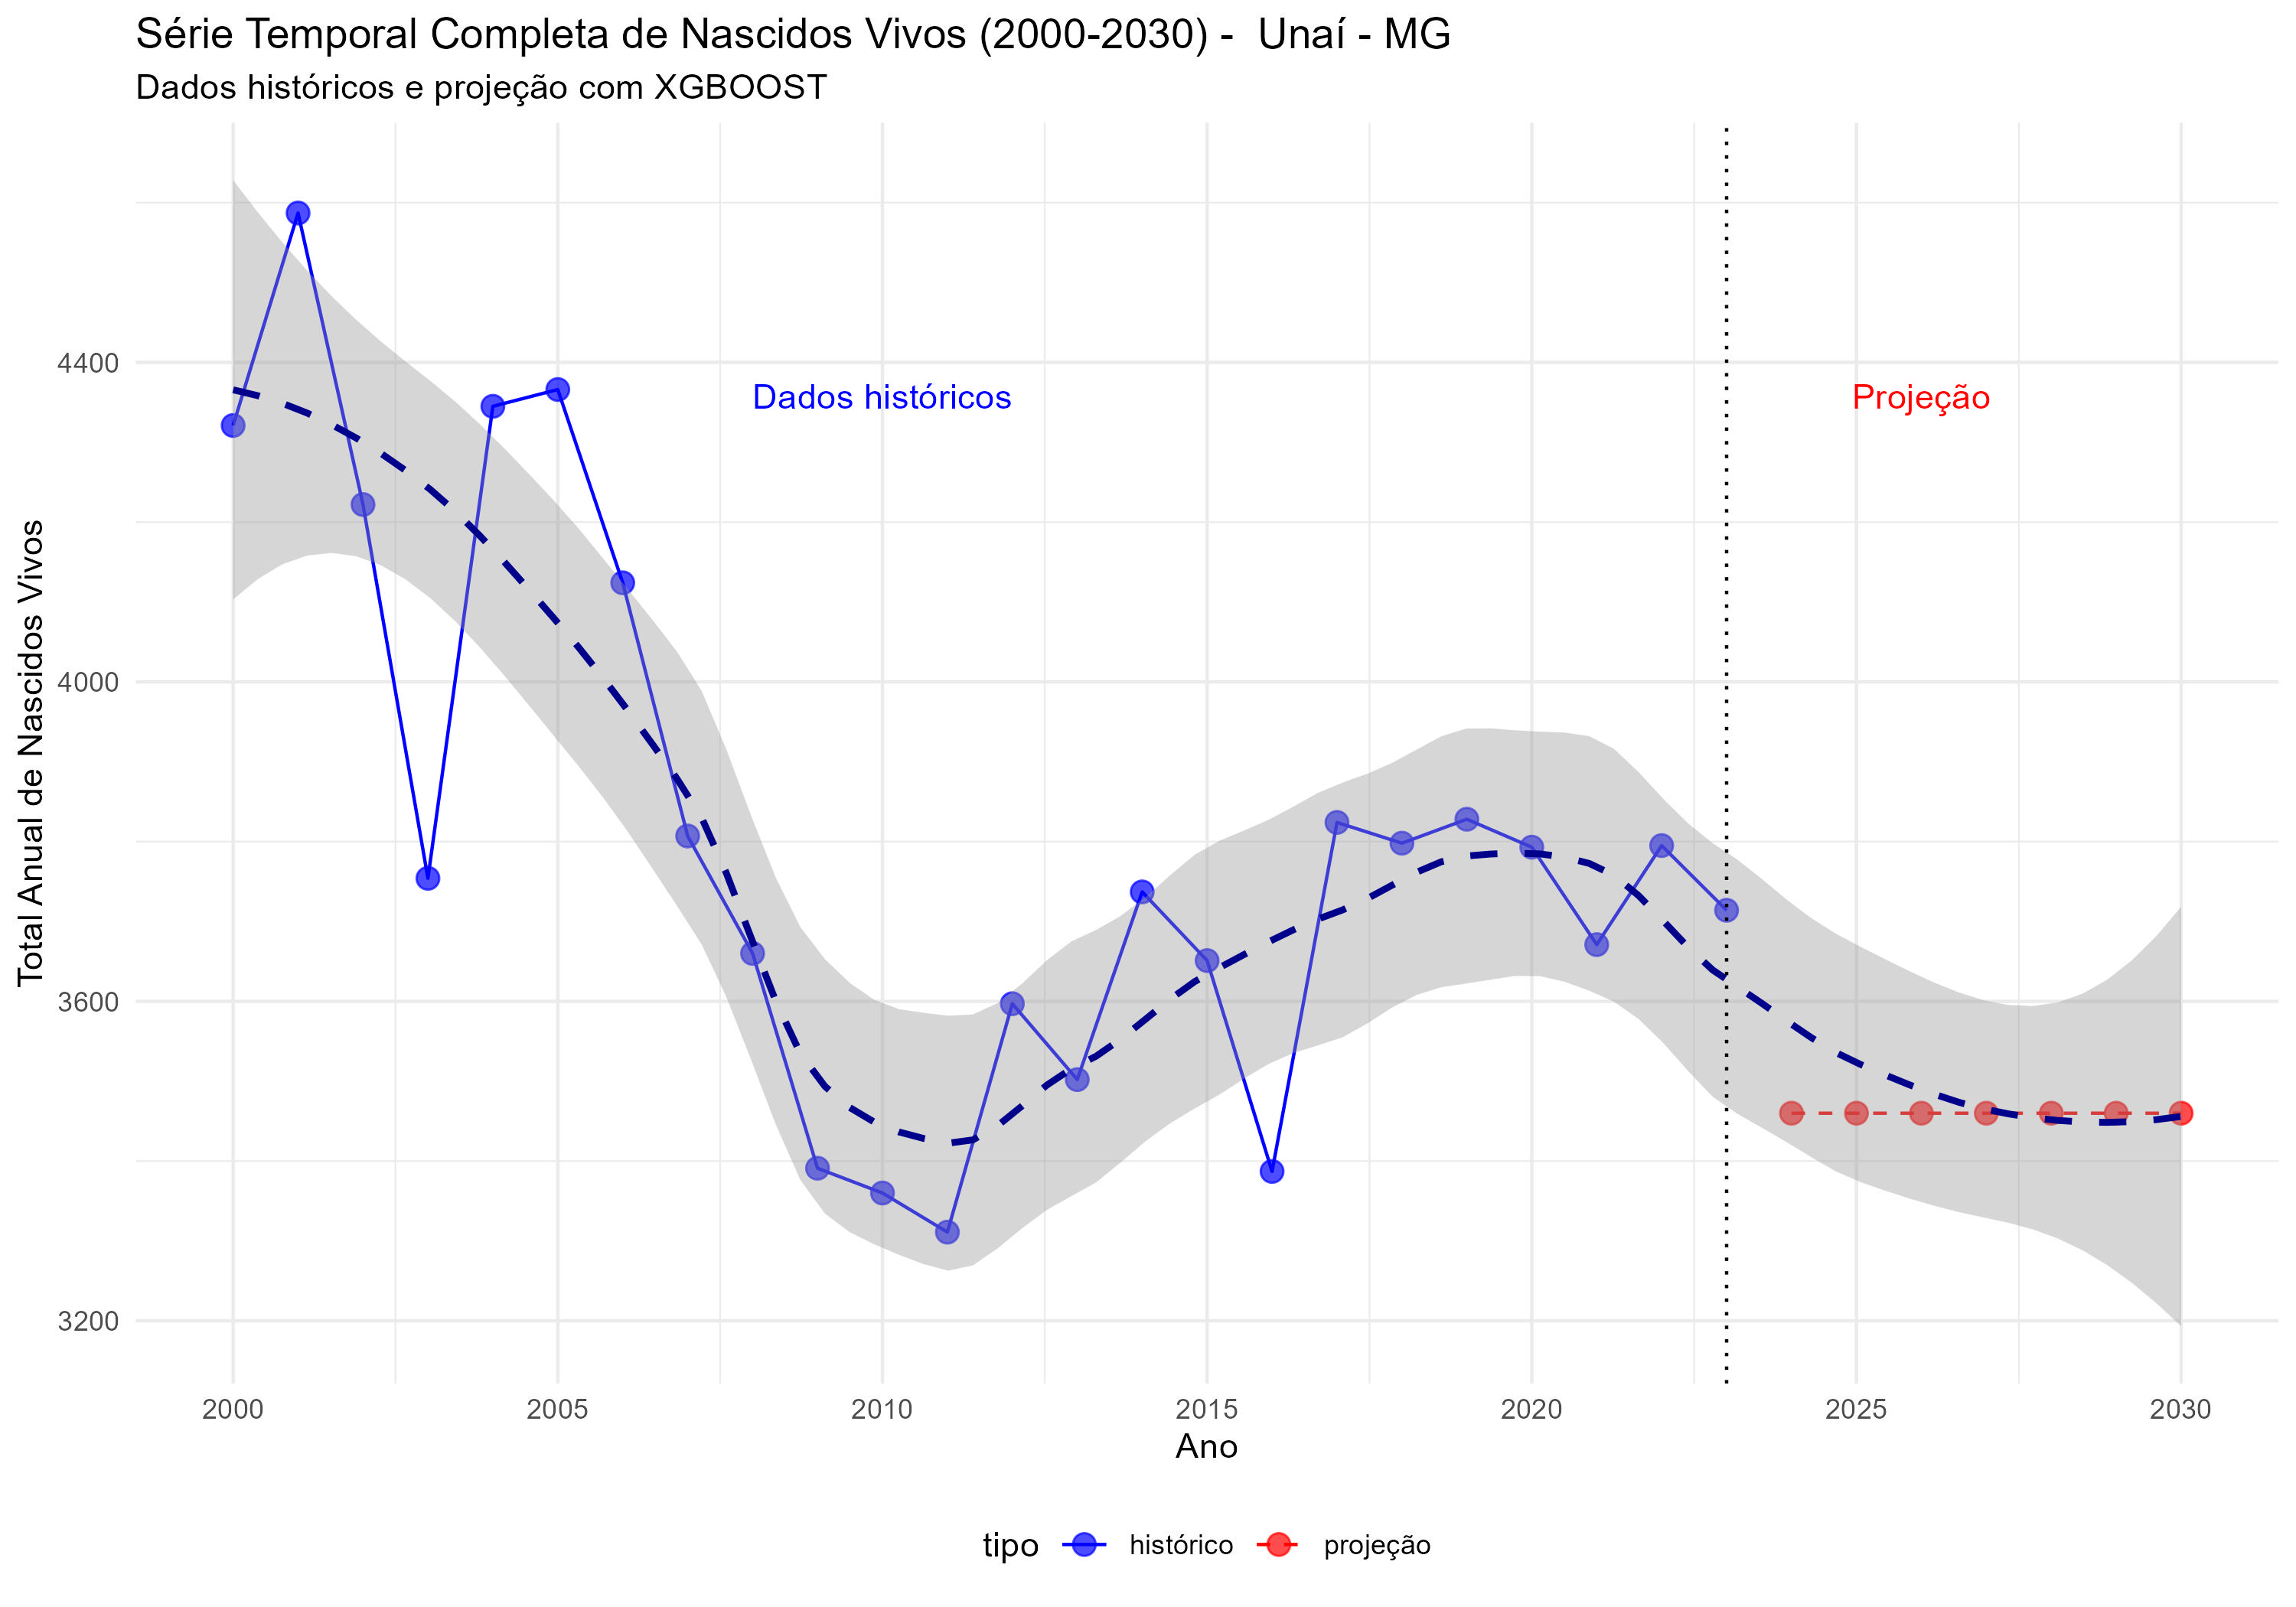 Série Temporal Completa de Nascidos Vivos (2000-2030) -  Unaí - MG
Dados históricos e projeção com XGBOOST
Total Anual de Nascidos Vivos
4400
4000
3600
3200
Dados históricos
Projeção
2000 2005 2010 2015 2020 2025 2030
Ano
tipo histórico projeção